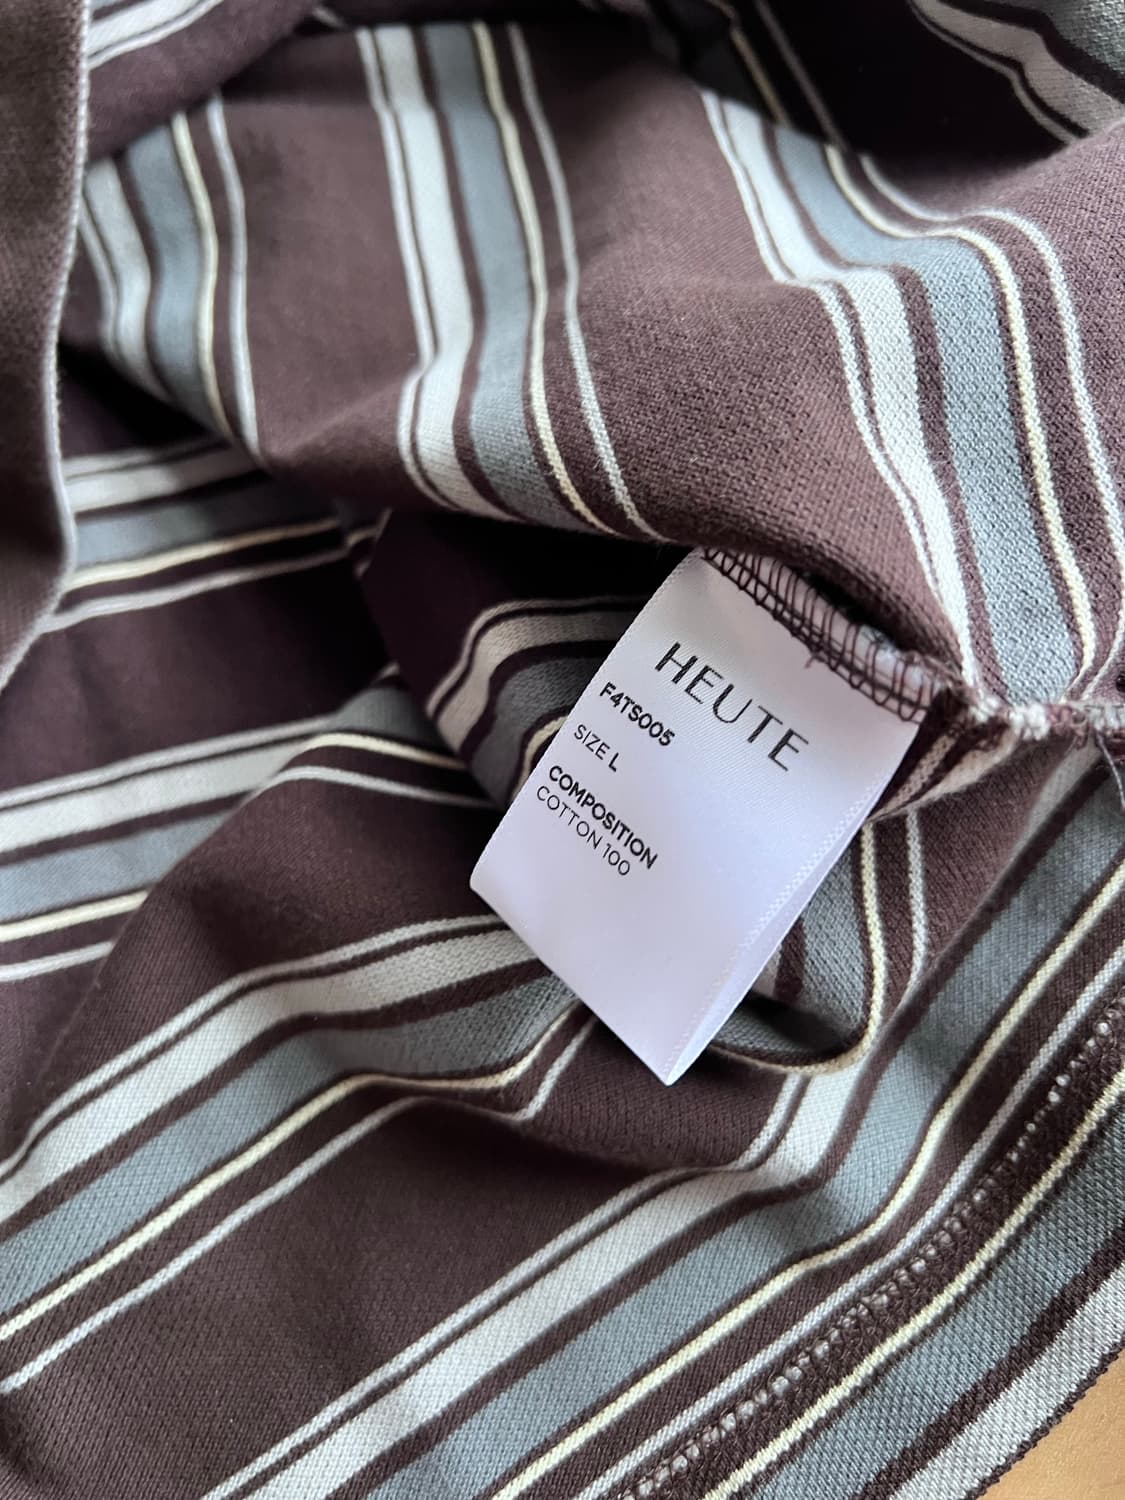 HEUTE
F4TS005
SIZE L
COMPOSITION
COTTON 100